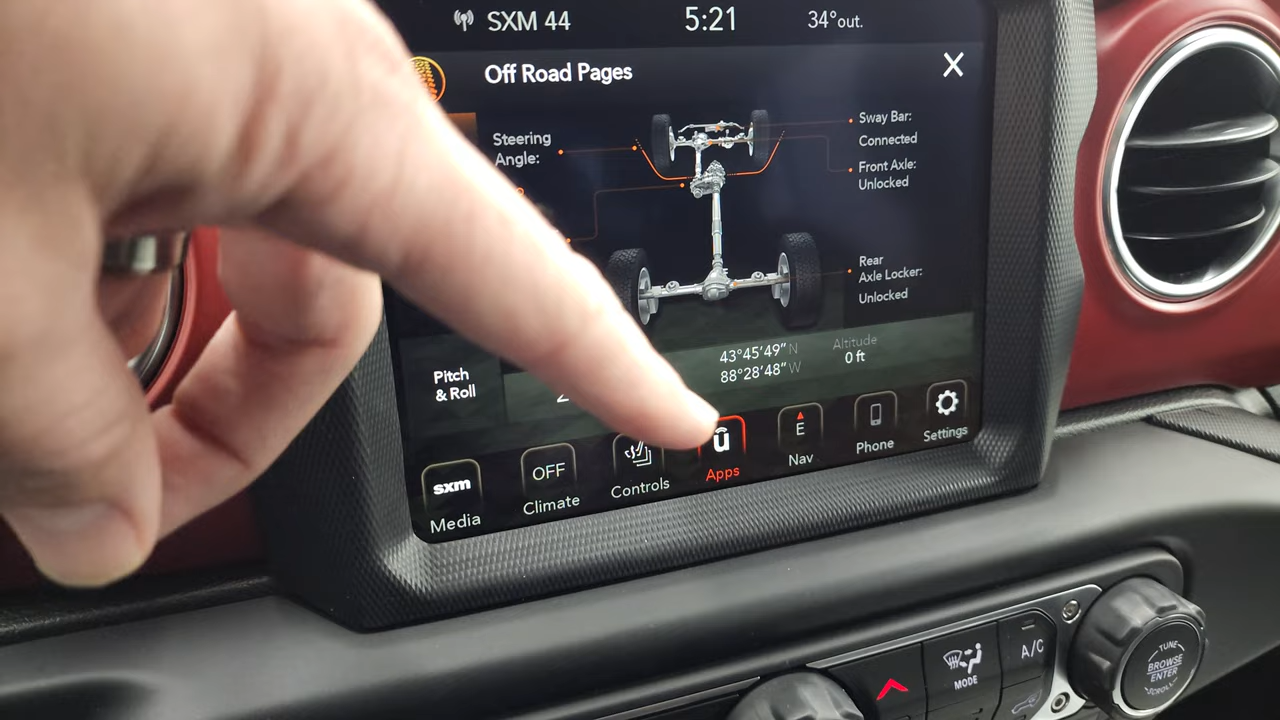 SXM 44 5:21 34°out.
Off Road Pages X
Sway Bar:
Connected
Steering
Angle:
Front Axle:
Unlocked
Rear
Axle Locker:
Unlocked
43°45'49" N
88°28'48" W
Altitude
0 ft
Pitch
& Roll
sxm
Media
OFF
Climate
Controls
ū
Apps
E
Nav
Phone
Settings
MODE
A/C
TUNE
BROWSE
ENTER
SCROLL